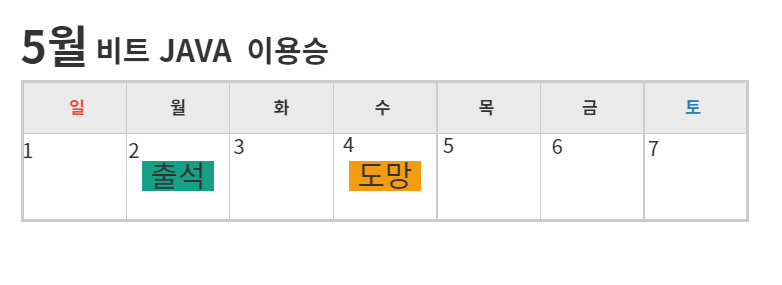 5월 비트 JAVA 이용승
일 월 화 수 목 금 토
1 2 3 4 5 6 7
출석 도망